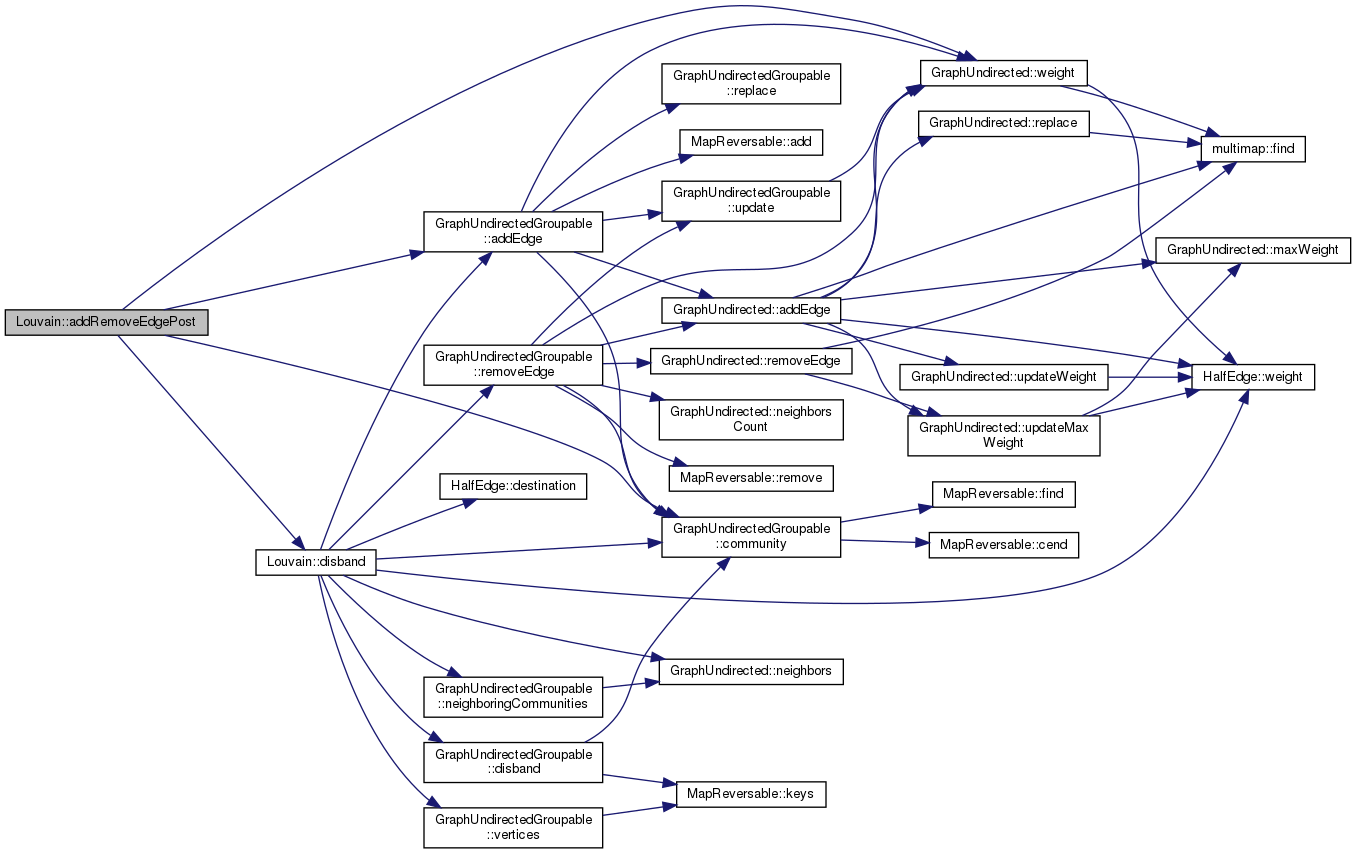 Louvain::addRemoveEdgePost
GraphUndirectedGroupable
::addEdge
GraphUndirectedGroupable
::removeEdge
HalfEdge::destination
Louvain::disband
GraphUndirectedGroupable
::neighboringCommunities
GraphUndirectedGroupable
::disband
GraphUndirectedGroupable
::vertices
GraphUndirectedGroupable
::replace
MapReversable::add
GraphUndirectedGroupable
::update
GraphUndirected::addEdge
GraphUndirected::removeEdge
GraphUndirected::neighbors
Count
MapReversable::remove
GraphUndirectedGroupable
::community
GraphUndirected::neighbors
MapReversable::keys
GraphUndirected::weight
GraphUndirected::replace
GraphUndirected::updateWeight
GraphUndirected::updateMax
Weight
MapReversable::find
MapReversable::cend
multimap::find
GraphUndirected::maxWeight
HalfEdge::weight